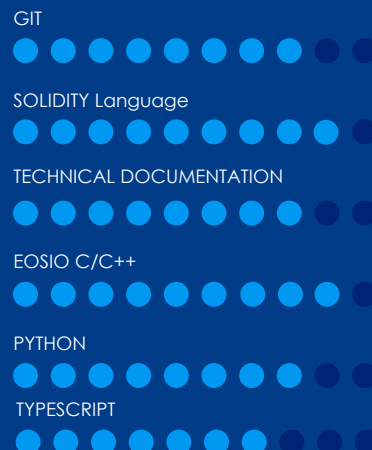 GIT
SOLIDITY Language
TECHNICAL DOCUMENTATION
EOSIO C/C++
PYTHON
TYPESCRIPT